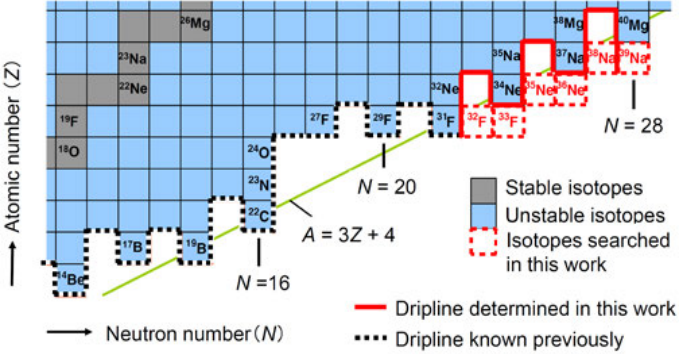 Atomic number (Z)
²⁶Mg ³⁸Mg ⁴⁰Mg
²³Na ³⁵Na ³⁷Na ³⁸Na ³⁹Na
²²Ne ³²Ne ³⁴Ne ³⁵Ne ³⁶Ne
¹⁹F ²⁷F ²⁹F ³¹F ³²F ³³F
N = 28
¹⁸O ²⁴O
²³N
N = 20
²²C
A = 3Z + 4
¹⁷B ¹⁹B
N =16
¹⁴Be
Stable isotopes
Unstable isotopes
Isotopes searched
in this work
Dripline determined in this work
Neutron number(N)
Dripline known previously